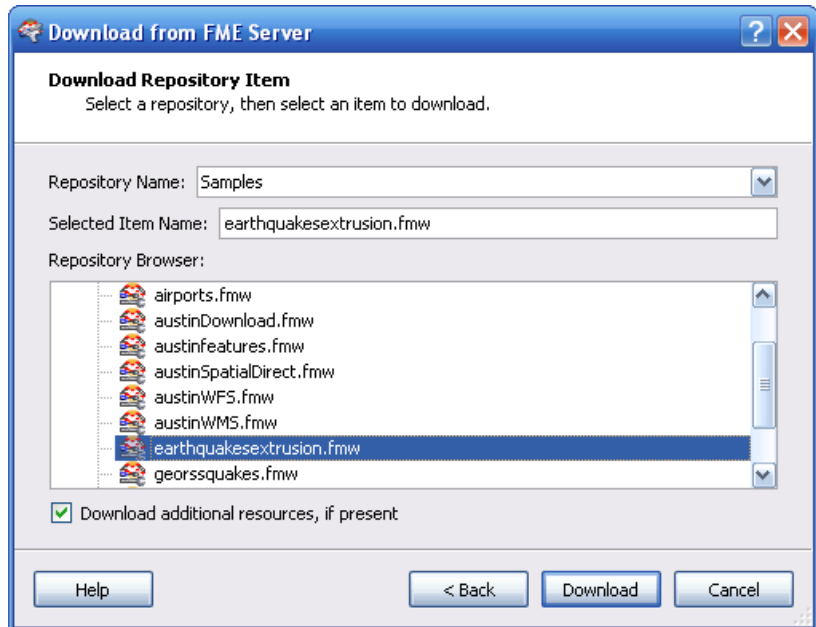 Download from FME Server
Download Repository Item
Select a repository, then select an item to download.
Repository Name: Samples
Selected Item Name: earthquakesextrusion.fmw
Repository Browser:
airports.fmw
austinDownload.fmw
austinfeatures.fmw
austinSpatialDirect.fmw
austinWFS.fmw
austinWMS.fmw
earthquakesextrusion.fmw
georssquakes.fmw
Download additional resources, if present
Help < Back Download Cancel